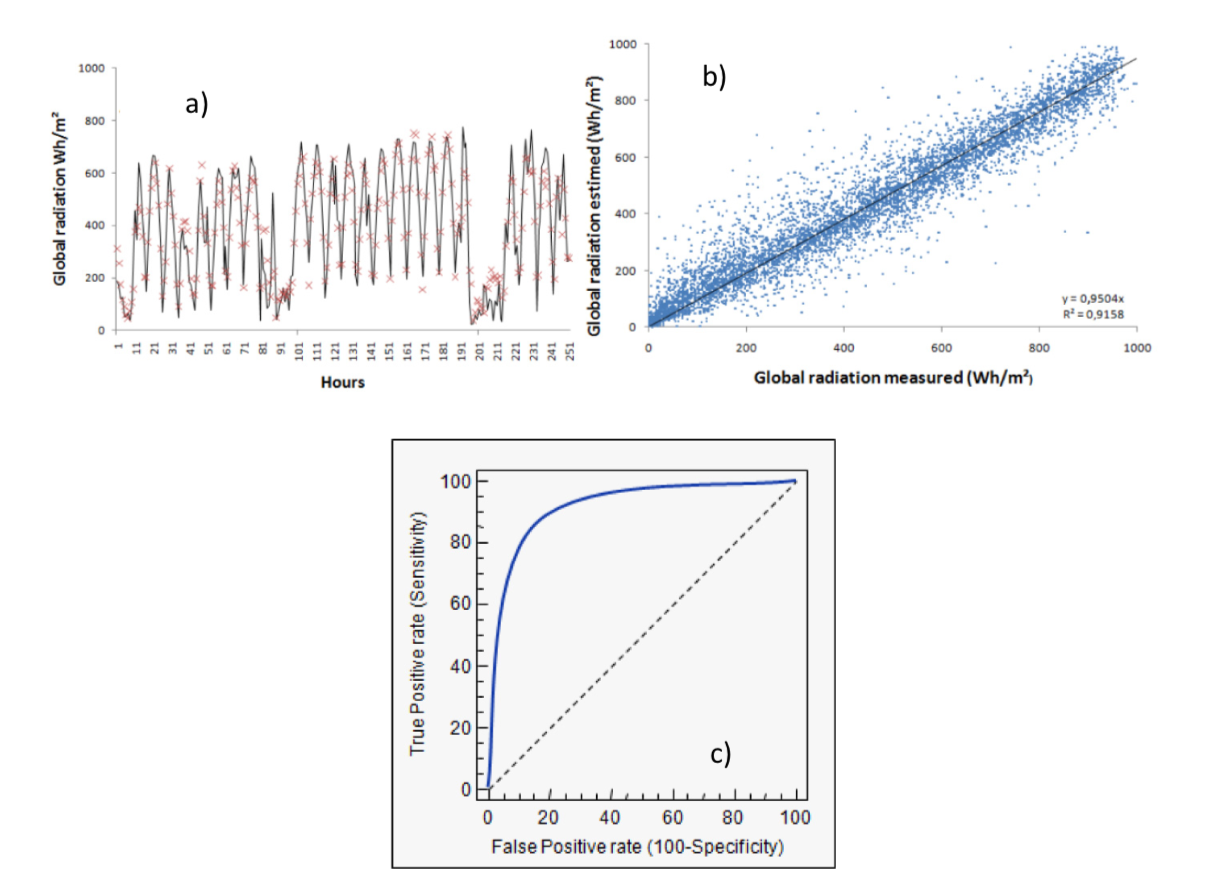 a)
Global radiation Wh/m²
1000
800
600
400
200
0
1 11 21 31 41 51 61 71 81 91 101 111 121 131 141 151 161 171 181 191 201 211 221 231 241 251
Hours
b)
Global radiation estimed (Wh/m²)
1000
800
600
400
200
0
y = 0,9504x
R² = 0,9158
0 200 400 600 800 1000
Global radiation measured (Wh/m²)
True Positive rate (Sensitivity)
100
80
60
40
20
0
c)
0 20 40 60 80 100
False Positive rate (100-Specificity)